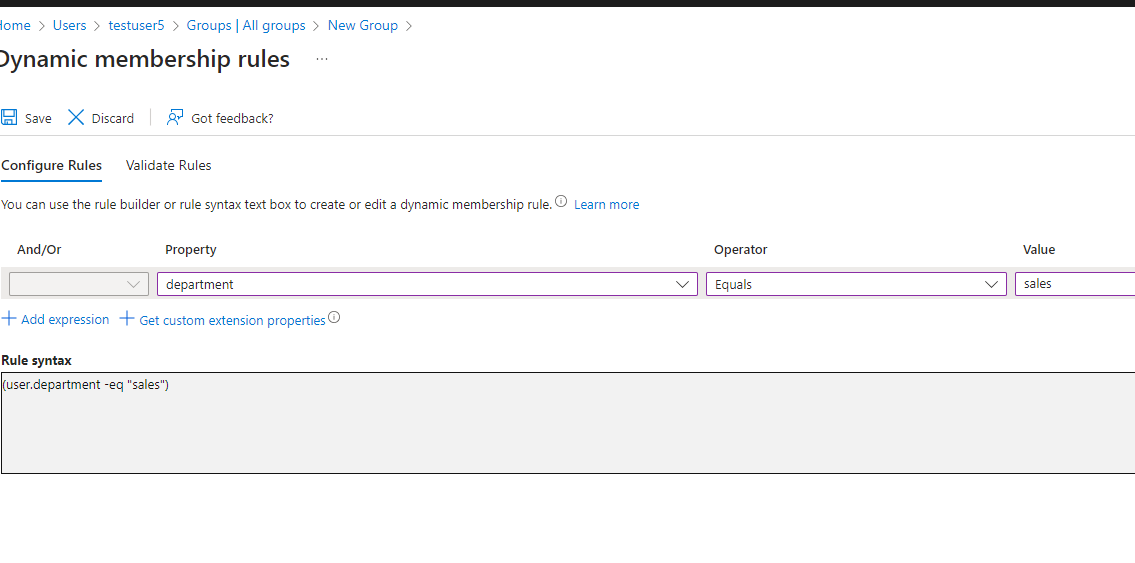 Home > Users > testuser5 > Groups | All groups > New Group >
Dynamic membership rules ...
Save Discard Got feedback?
Configure Rules Validate Rules
You can use the rule builder or rule syntax text box to create or edit a dynamic membership rule. Learn more
And/Or Property Operator Value
department Equals sales
Add expression Get custom extension properties
Rule syntax
(user.department -eq "sales")